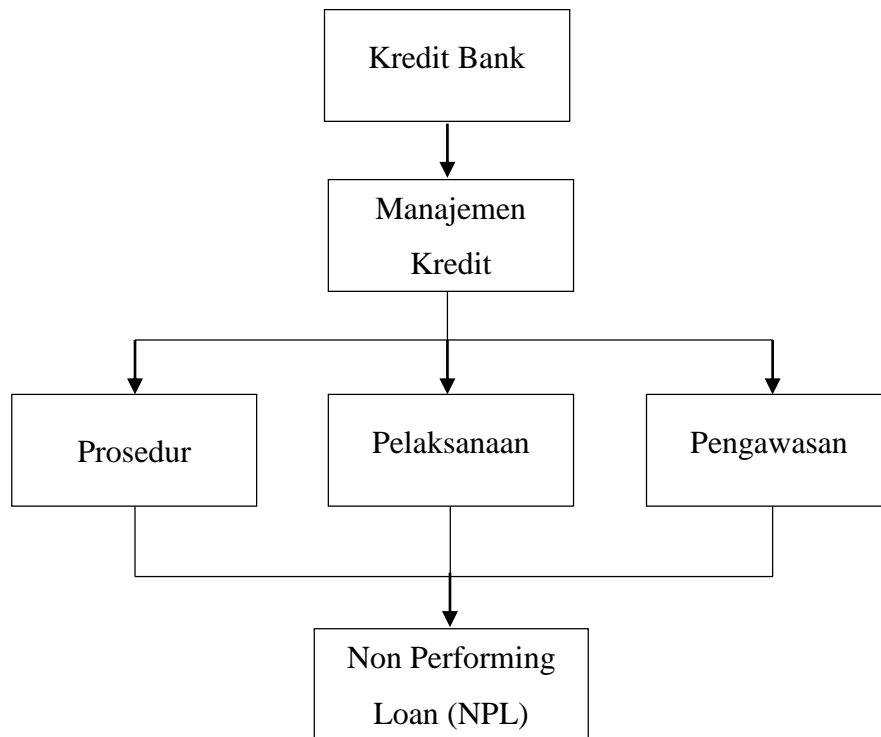 Kredit Bank
Manajemen
Kredit
Prosedur
Pelaksanaan
Pengawasan
Non Performing
Loan (NPL)